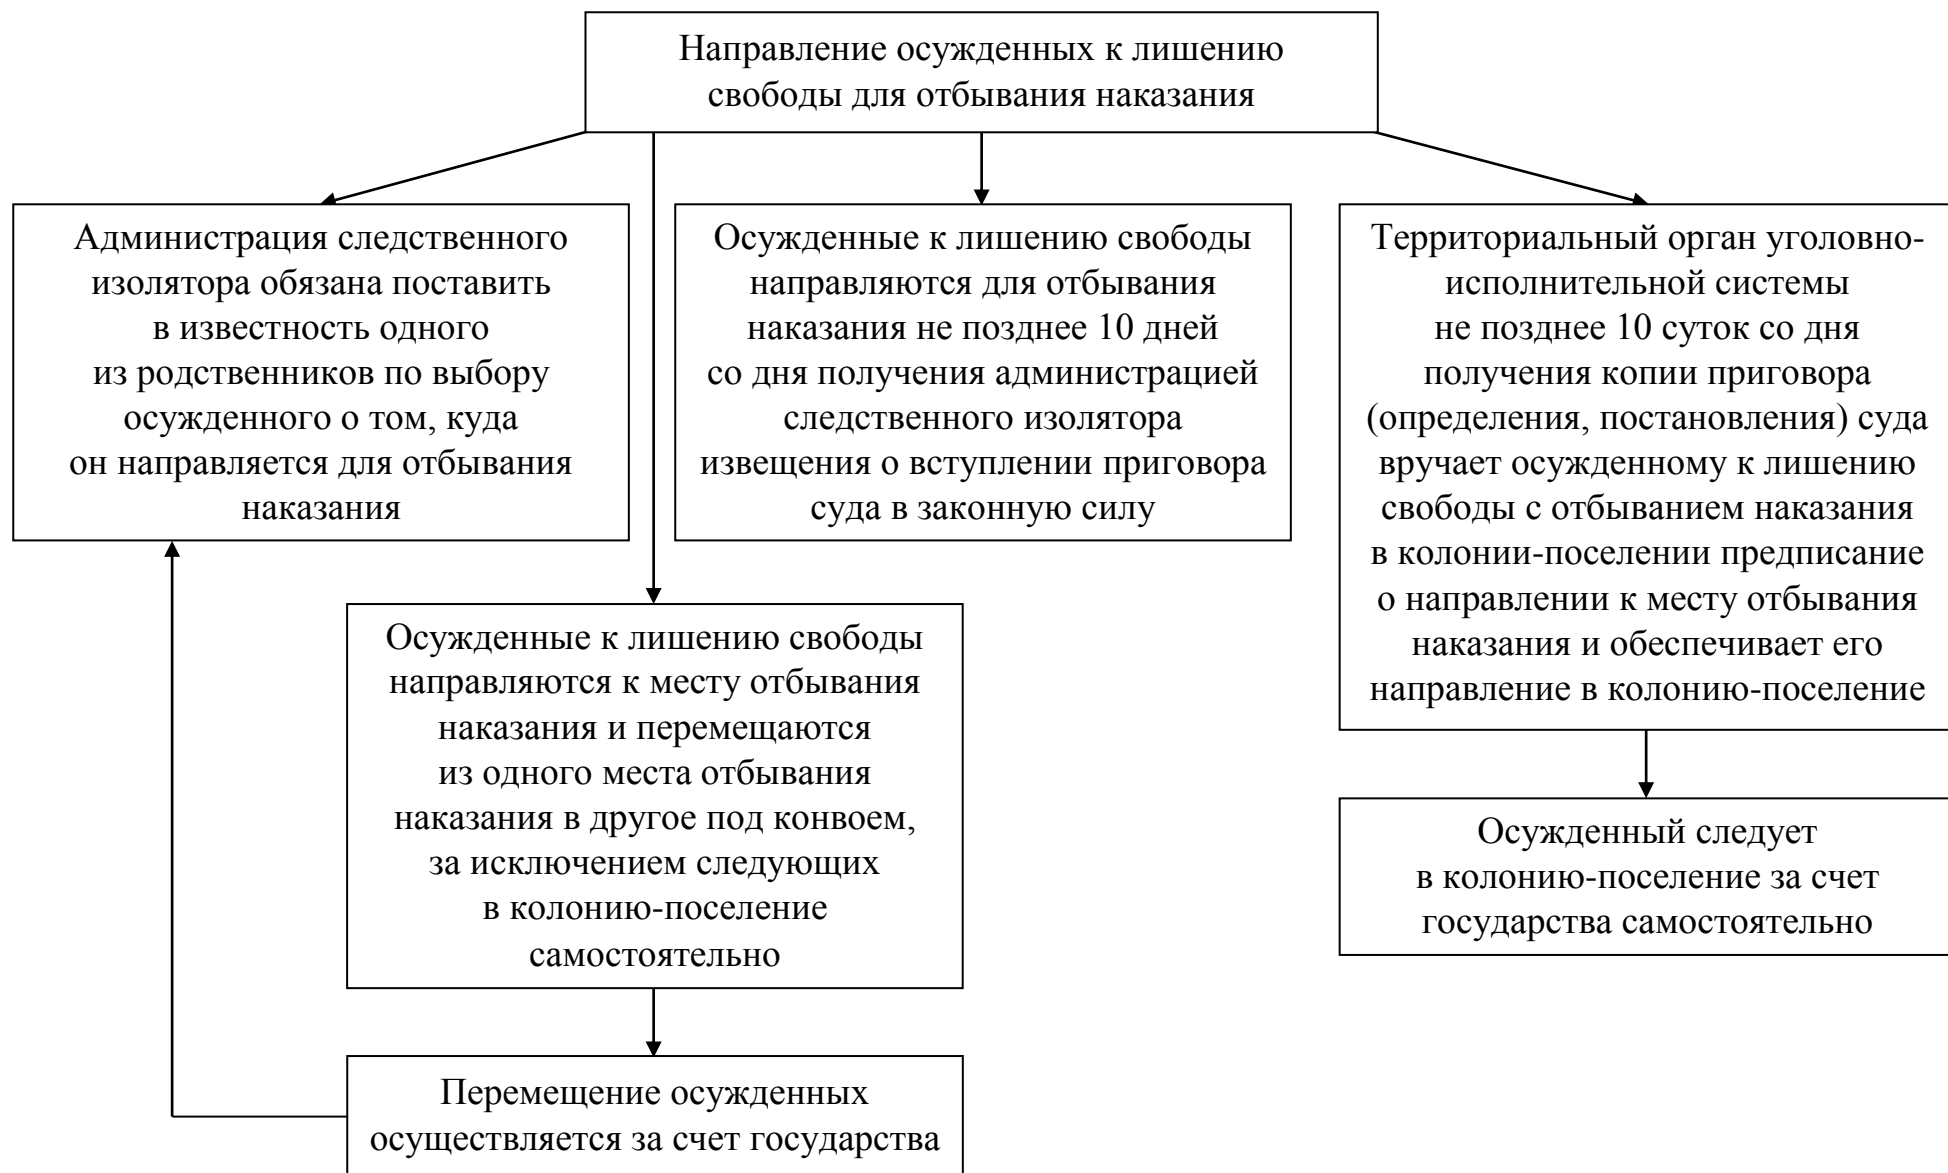 Направление осужденных к лишению
свободы для отбывания наказания
Администрация следственного
изолятора обязана поставить
в известность одного
из родственников по выбору
осужденного о том, куда
он направляется для отбывания
наказания
Осужденные к лишению свободы
направляются для отбывания
наказания не позднее 10 дней
со дня получения администрацией
следственного изолятора
извещения о вступлении приговора
суда в законную силу
Территориальный орган уголовно-
исполнительной системы
не позднее 10 суток со дня
получения копии приговора
(определения, постановления) суда
вручает осужденному к лишению
свободы с отбыванием наказания
в колонии-поселении предписание
о направлении к месту отбывания
наказания и обеспечивает его
направление в колонию-поселение
Осужденные к лишению свободы
направляются к месту отбывания
наказания и перемещаются
из одного места отбывания
наказания в другое под конвоем,
за исключением следующих
в колонию-поселение
самостоятельно
Осужденный следует
в колонию-поселение за счет
государства самостоятельно
Перемещение осужденных
осуществляется за счет государства